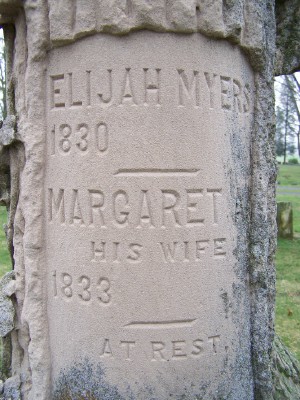 ELIJAH MYERS
1830
MARGARET
HIS WIFE
1833
AT REST.